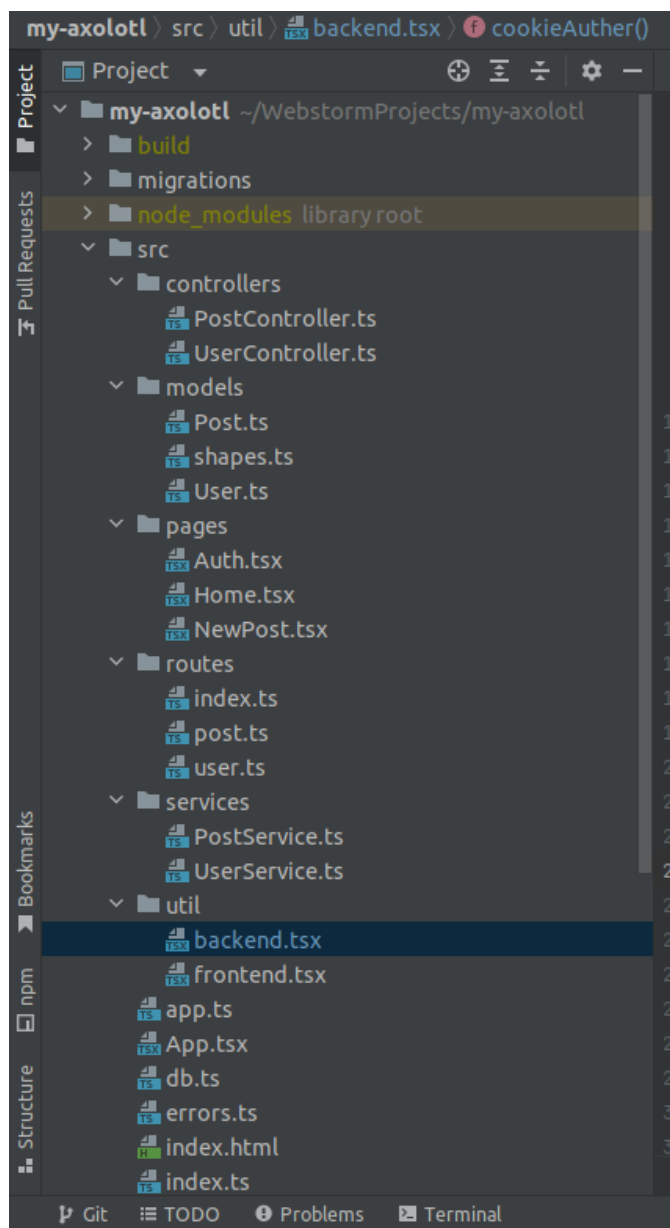 my-axolotl 〉 src 〉 util 〉 backend.tsx 〉 cookieAuther()
Project
my-axolotl ~/WebstormProjects/my-axolotl
build
migrations
node_modules library root
src
controllers
PostController.ts
UserController.ts
models
Post.ts
shapes.ts
User.ts
pages
Auth.tsx
Home.tsx
NewPost.tsx
routes
index.ts
post.ts
user.ts
services
PostService.ts
UserService.ts
util
backend.tsx
frontend.tsx
app.ts
App.tsx
db.ts
errors.ts
index.html
index.ts
Project
Pull Requests
Bookmarks
npm
Structure
Git TODO Problems Terminal